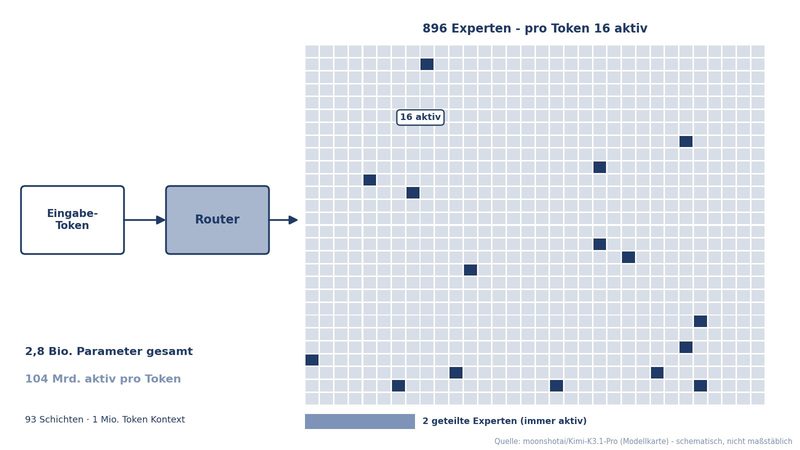 896 Experten - pro Token 16 aktiv
16 aktiv
Eingabe-
Token
Router
2,8 Bio. Parameter gesamt
104 Mrd. aktiv pro Token
93 Schichten · 1 Mio. Token Kontext
2 geteilte Experten (immer aktiv)
Quelle: moonshotai/Kimi-K3.1-Pro (Modellkarte) - schematisch, nicht maßstäblich